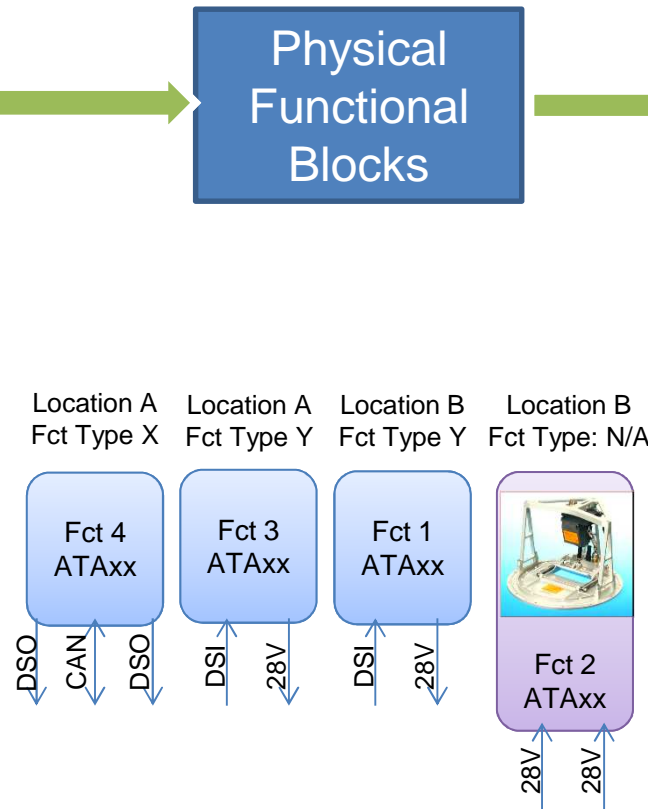 Physical
Functional
Blocks
Location A
Fct Type X
Location A
Fct Type Y
Location B
Fct Type Y
Location B
Fct Type: N/A
Fct 4
ATAxx
Fct 3
ATAxx
Fct 1
ATAxx
Fct 2
ATAxx
DSO
CAN
DSO
DSI
28V
DSI
28V
28V
28V